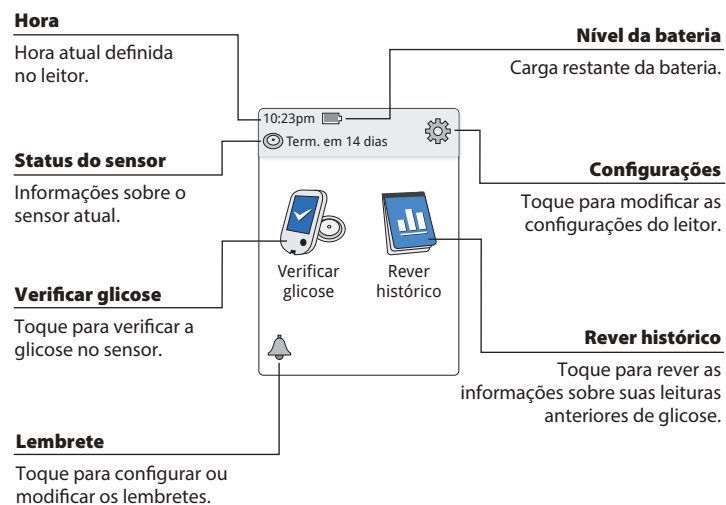 Hora
Hora atual definida
no leitor.
Status do sensor
Informações sobre o
sensor atual.
Verificar glicose
Toque para verificar a
glicose no sensor.
Lembrete
Toque para configurar ou
modificar os lembretes.
10:23pm
Term. em 14 dias
Verificar
glicose
Rever
histórico
Nível da bateria
Carga restante da bateria.
Configurações
Toque para modificar as
configurações do leitor.
Rever histórico
Toque para rever as
informações sobre suas leituras
anteriores de glicose.